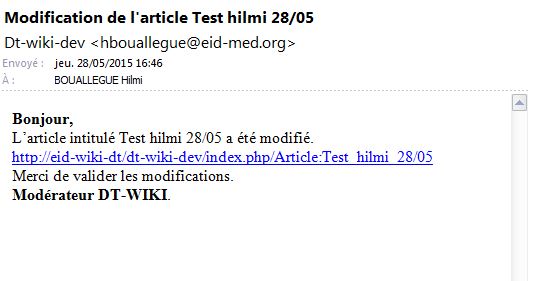 Modification de l'article Test hilmi 28/05
Dt-wiki-dev <hbouallegue@eid-med.org>
Envoyé : jeu. 28/05/2015 16:46
À : BOUALLEGUE Hilmi
Bonjour,
L’article intitulé Test hilmi 28/05 a été modifié.
http://eid-wiki-dt/dt-wiki-dev/index.php/Article:Test_hilmi_28/05
Merci de valider les modifications.
Modérateur DT-WIKI.